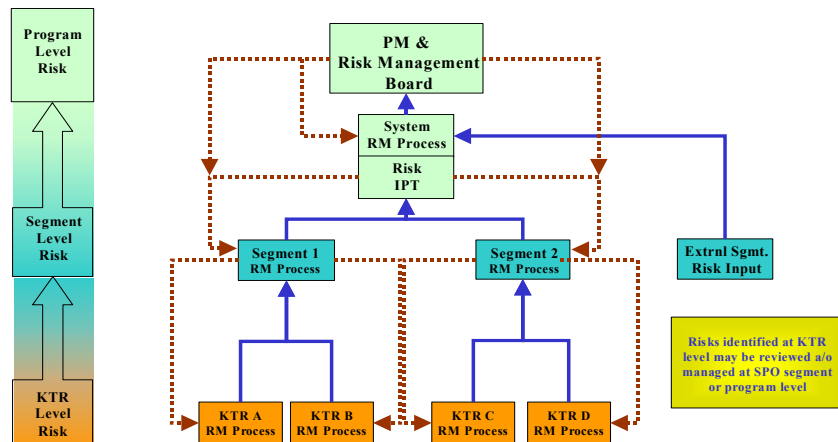 Program
Level
Risk
Segment
Level
Risk
KTR
Level
Risk
PM &
Risk Management
Board
System
RM Process
Risk
IPT
Segment 1
RM Process
Segment 2
RM Process
Extrnl Sgmt.
Risk Input
KTR A
RM Process
KTR B
RM Process
KTR C
RM Process
KTR D
RM Process
Risks identified at KTR
level may be reviewed a/o
managed at SPO segment
or program level